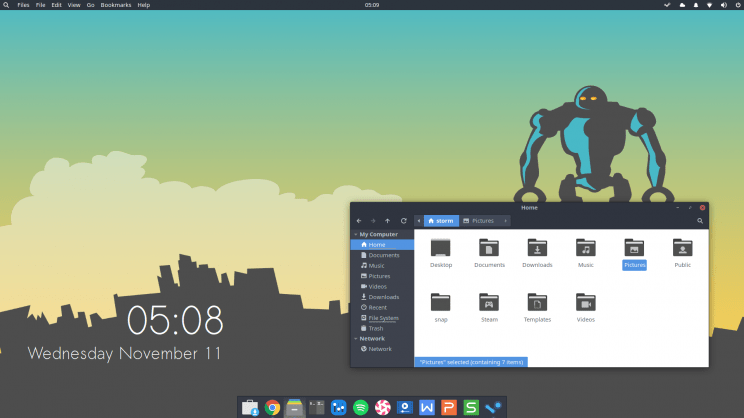 Files File Edit View Go Bookmarks Help 05:09
05:08
Wednesday November 11
Home
storm Pictures
My Computer
Home
Documents
Music
Pictures
Videos
Downloads
Recent
File System
Trash
Network
Network
Desktop Documents Downloads Music Pictures Public
snap Steam Templates Videos
"Pictures" selected (containing 7 items)
W P S